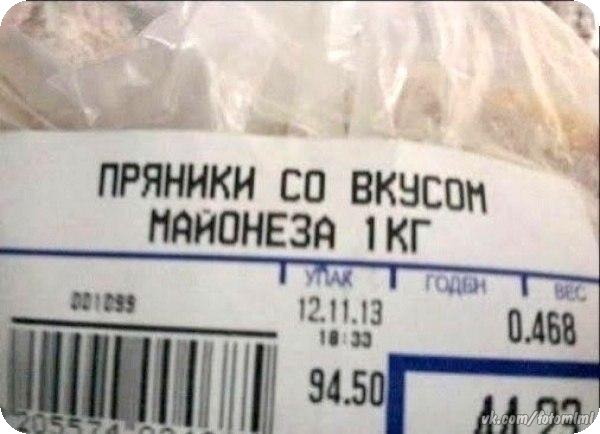 ПРЯНИКИ СО ВКУСОМ
МАЙОНЕЗА 1КГ
УПАК ГОДЕН ВЕС
001099
12.11.13
18:33
0.468
94.50
vk.com/fotomlml